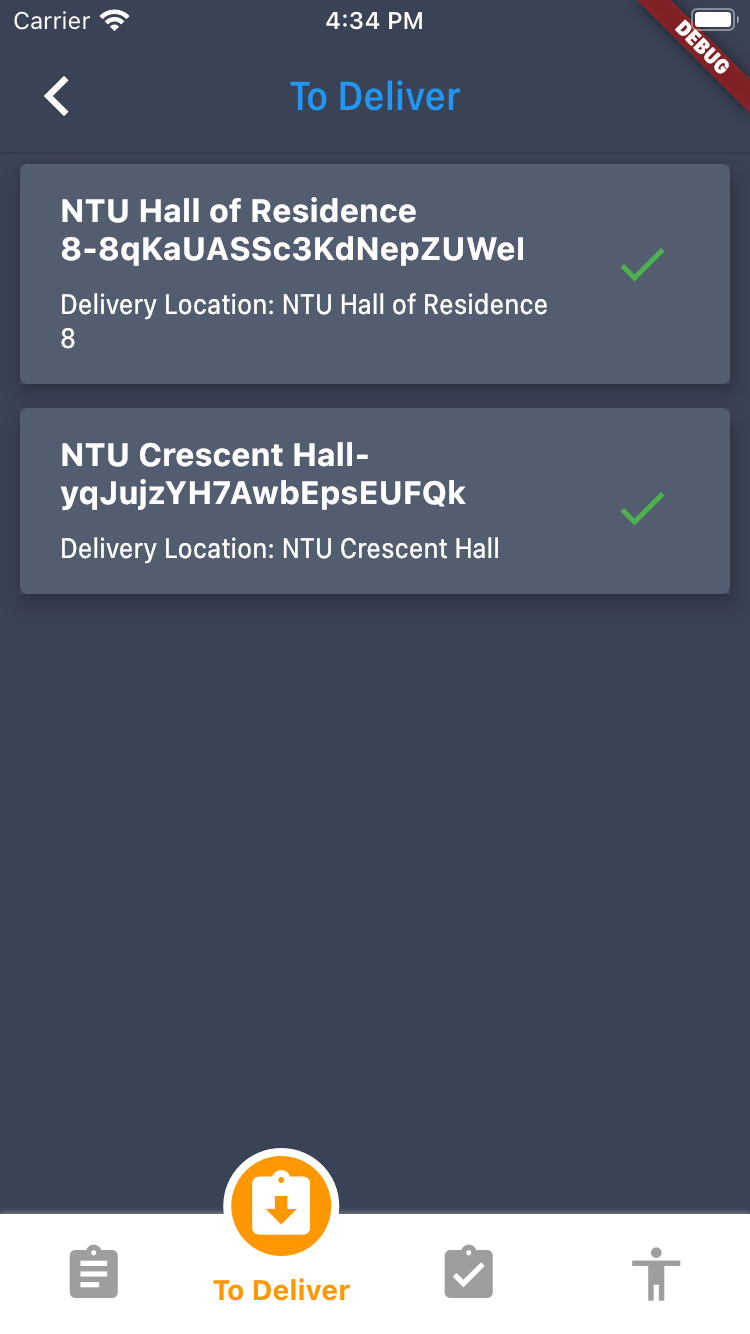 Carrier
4:34 PM
DEBUG
To Deliver
NTU Hall of Residence
8-8qKaUASSc3KdNepZUWeI
Delivery Location: NTU Hall of Residence
8
NTU Crescent Hall-
yqJujzYH7AwbEpsEUFQk
Delivery Location: NTU Crescent Hall
To Deliver